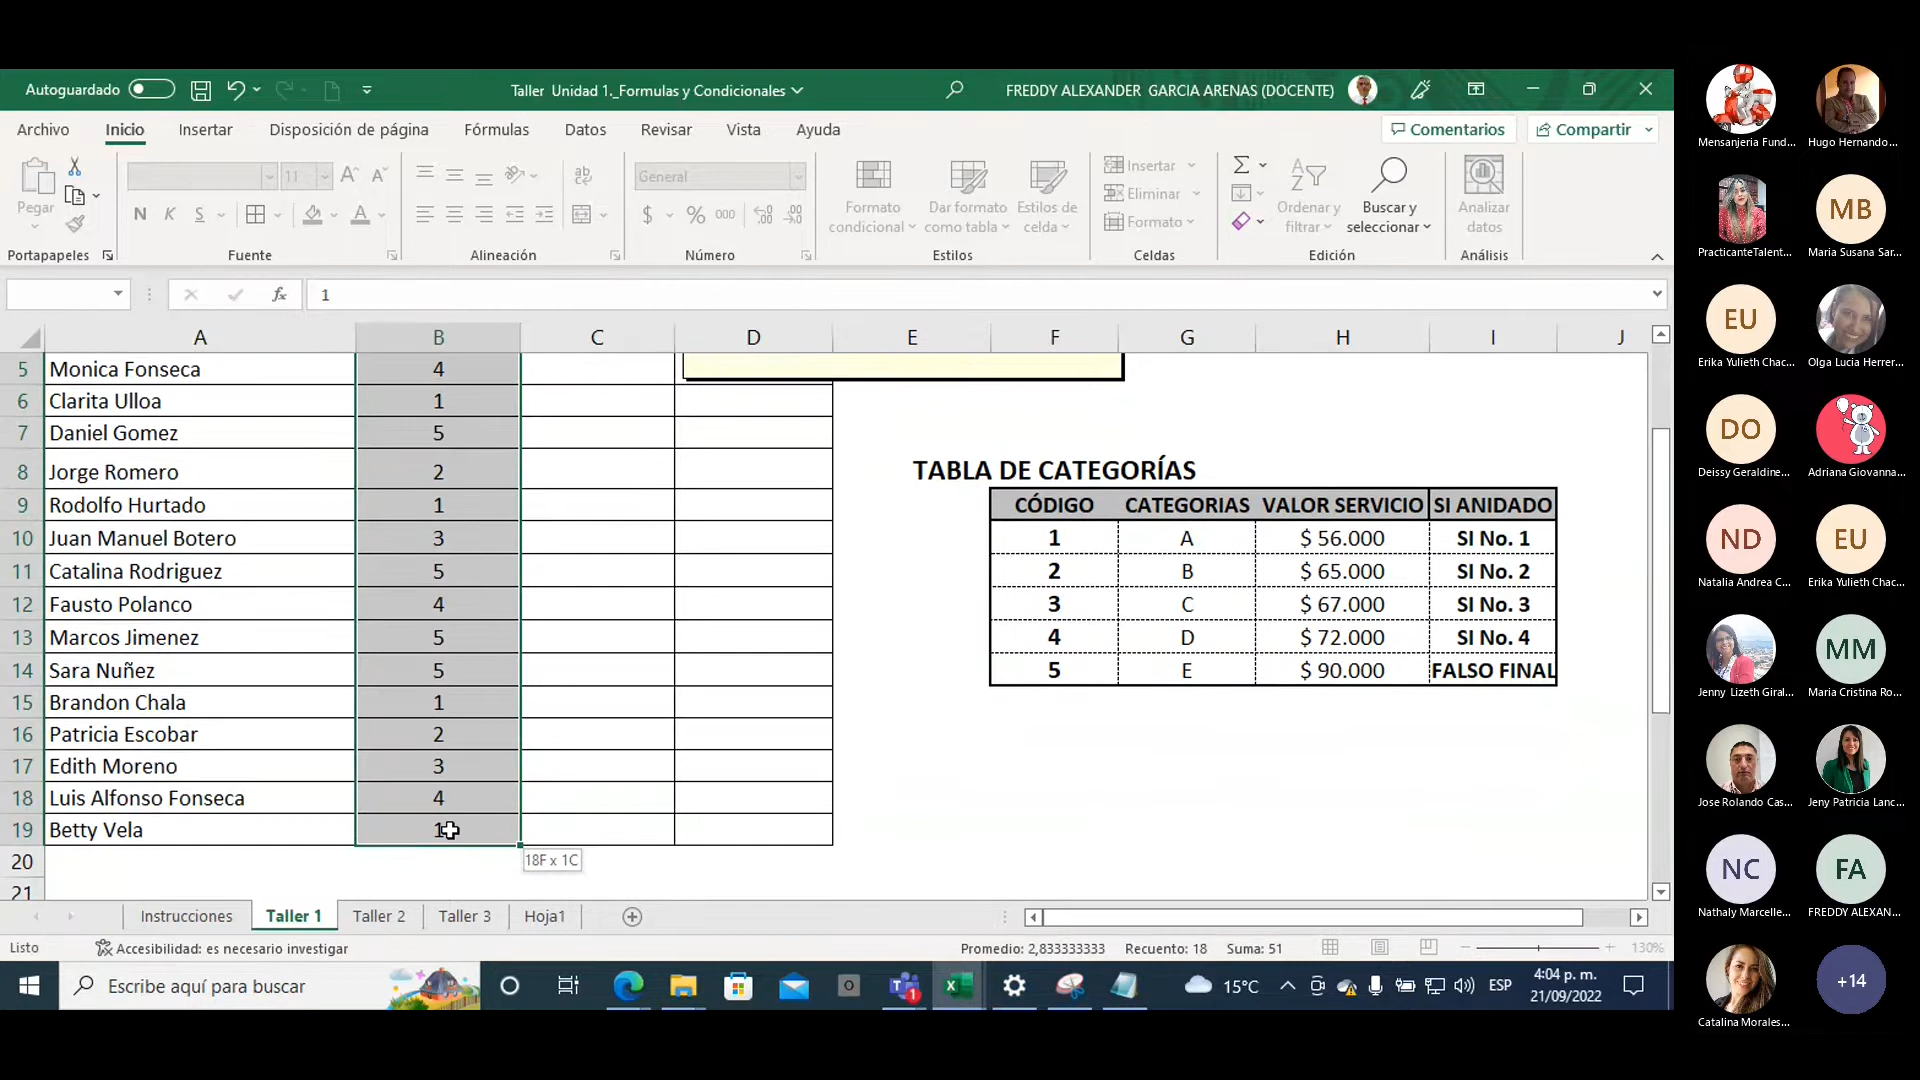 Autoguardado
Taller Unidad 1._Formulas y Condicionales
FREDDY ALEXANDER GARCIA ARENAS (DOCENTE)
Archivo Inicio Insertar Disposición de página Fórmulas Datos Revisar Vista Ayuda
Comentarios Compartir
Pegar
Portapapeles
11
N K S
Fuente
Alineación
General
$ % 000
Número
Formato condicional
Dar formato como tabla
Estilos de celda
Estilos
Insertar
Eliminar
Formato
Celdas
Ordenar y filtrar
Buscar y seleccionar
Edición
Analizar datos
Análisis
fx 1
A B C D E F G H I J
5 Monica Fonseca 4
6 Clarita Ulloa 1
7 Daniel Gomez 5
8 Jorge Romero 2
9 Rodolfo Hurtado 1
10 Juan Manuel Botero 3
11 Catalina Rodriguez 5
12 Fausto Polanco 4
13 Marcos Jimenez 5
14 Sara Nuñez 5
15 Brandon Chala 1
16 Patricia Escobar 2
17 Edith Moreno 3
18 Luis Alfonso Fonseca 4
19 Betty Vela 1
20
21
18F x 1C
TABLA DE CATEGORÍAS
CÓDIGO CATEGORIAS VALOR SERVICIO SI ANIDADO
1 A $ 56.000 SI No. 1
2 B $ 65.000 SI No. 2
3 C $ 67.000 SI No. 3
4 D $ 72.000 SI No. 4
5 E $ 90.000 FALSO FINAL
Instrucciones Taller 1 Taller 2 Taller 3 Hoja1
Listo Accesibilidad: es necesario investigar Promedio: 2,833333333 Recuento: 18 Suma: 51 130%
Escribe aquí para buscar
1
15°C
ESP
4:04 p. m.
21/09/2022
Mensanjeria Fund...
Hugo Hernando...
PracticanteTalent...
MB
Maria Susana Sar...
EU
Erika Yulieth Chac...
Olga Lucia Herrer...
DO
Deissy Geraldine...
Adriana Giovanna...
ND
Natalia Andrea C...
EU
Erika Yulieth Chac...
Jenny Lizeth Giral...
MM
Maria Cristina Ro...
Jose Rolando Cas...
Jeny Patricia Lanc...
NC
Nathaly Marcelle...
FA
FREDDY ALEXAN...
Catalina Morales...
+14